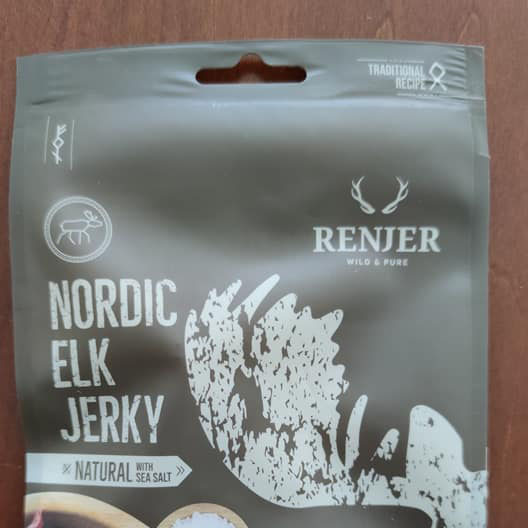 TRADITIONAL
RECIPE
RENJER
WILD & PURE
NORDIC
ELK
JERKY
NATURAL WITH
SEA SALT